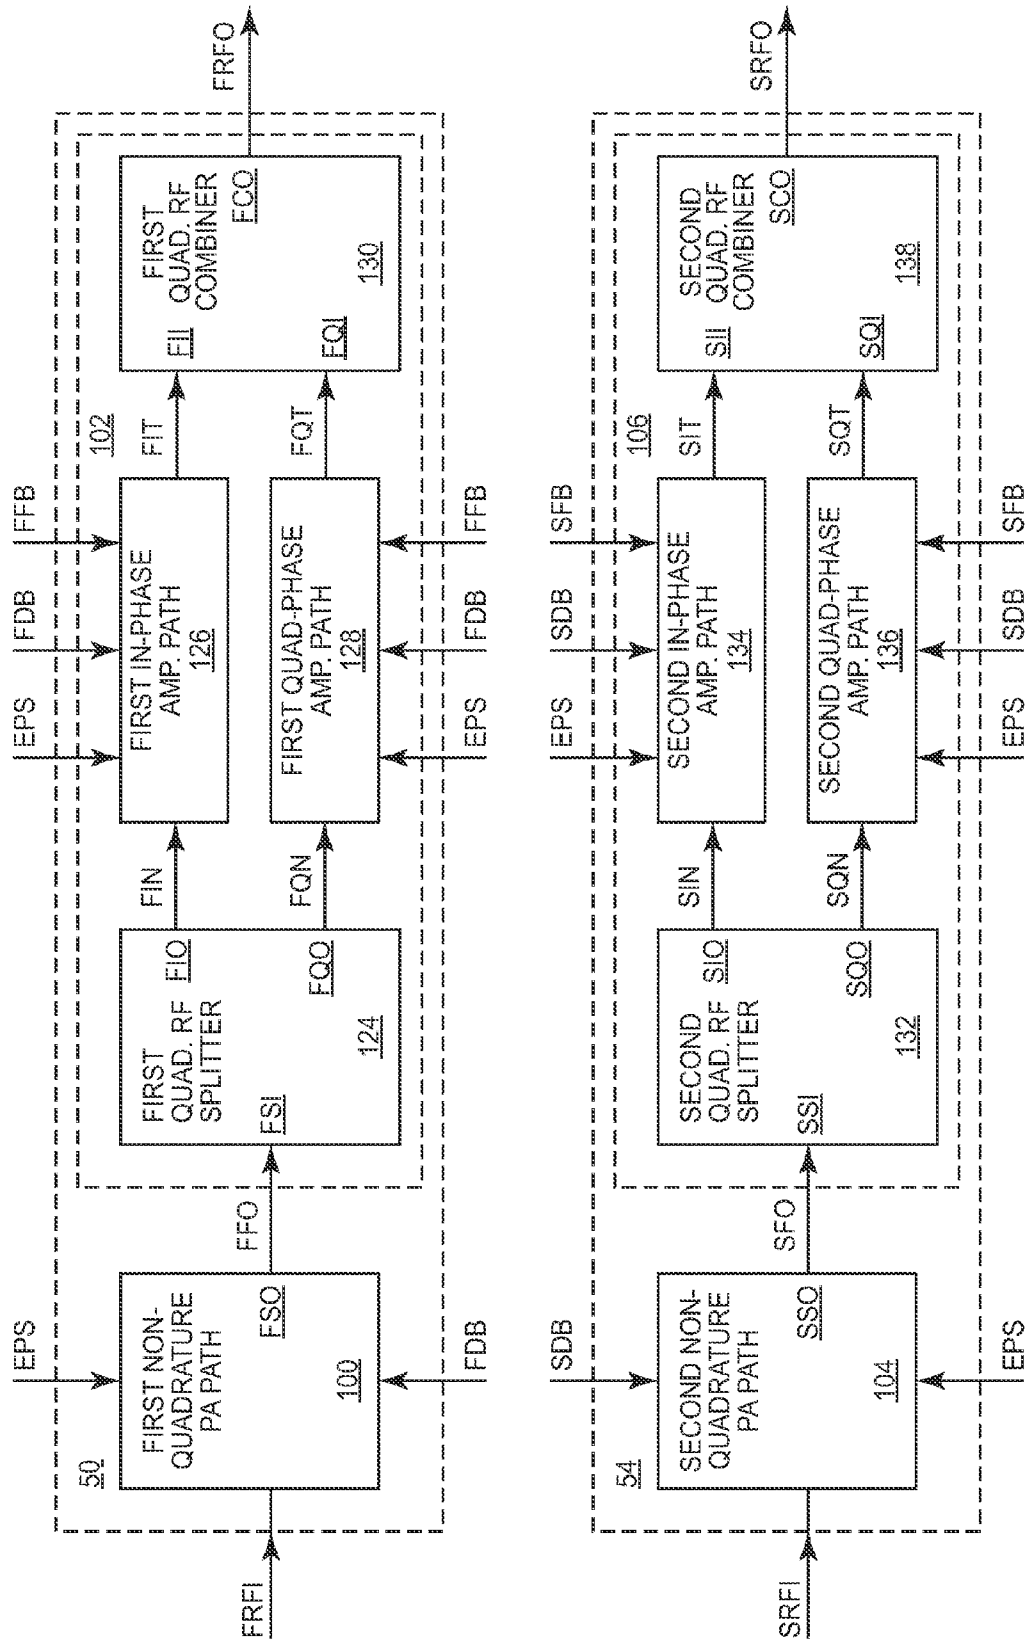 FRFI
50
EPS
FIRST NON-
QUADRATURE
PA PATH
FSO
100
FDB
FFO
FIRST
QUAD. RF
SPLITTER
FSI
FIO
FQO
124
FIN
FQN
EPS
FDB
FFB
FIRST IN-PHASE
AMP. PATH
126
FIRST QUAD-PHASE
AMP. PATH
128
EPS
FDB
FFB
102
FIT
FQT
FIRST
QUAD. RF
COMBINER
FII
FQI
FCO
130
FRFO
SRFI
54
SDB
SECOND NON-
QUADRATURE
PA PATH
SSO
104
EPS
SFO
SECOND
QUAD. RF
SPLITTER
SSI
SIO
SQO
132
SIN
SQN
EPS
SDB
SFB
SECOND IN-PHASE
AMP. PATH
134
SECOND QUAD-PHASE
AMP. PATH
136
EPS
SDB
SFB
106
SIT
SQT
SECOND
QUAD. RF
COMBINER
SII
SQI
SCO
138
SRFO